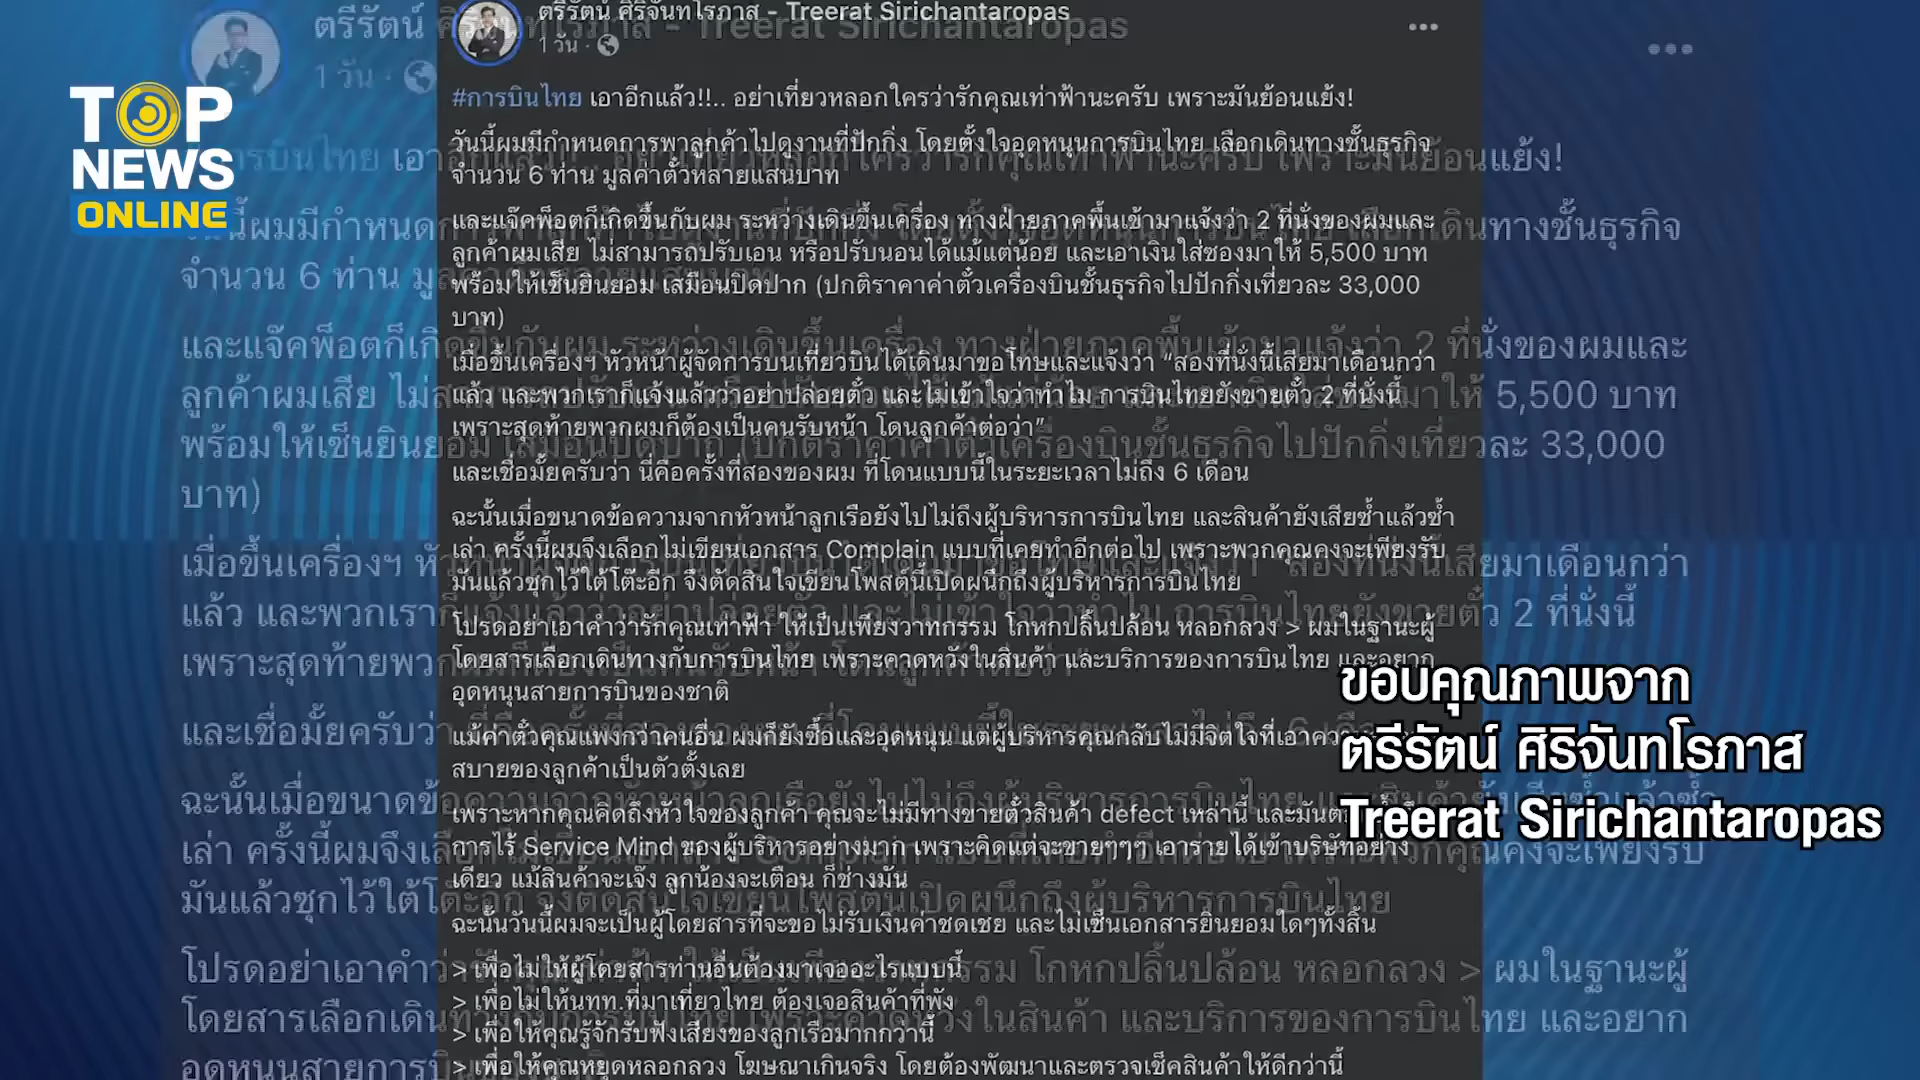 TOP
NEWS
ONLINE
ตรีรัตน์ ศิริจันทโรภาส - Treerat Sirichantaropas
1 วัน ·
#การบินไทย เอาอีกแล้ว!!.. อย่าเที่ยวหลอกใครว่ารักคุณเท่าฟ้านะครับ เพราะมันย้อนแย้ง!
วันนี้ผมมีกำหนดการพาลูกค้าไปดูงานที่ปักกิ่ง โดยตั้งใจอุดหนุนการบินไทย เลือกเดินทางชั้นธุรกิจ
จำนวน 6 ท่าน มูลค่าตั๋วหลายแสนบาท
และแจ๊คพ็อตก็เกิดขึ้นกับผม ระหว่างเดินขึ้นเครื่อง ทางฝ่ายภาคพื้นเข้ามาแจ้งว่า 2 ที่นั่งของผมและ
ลูกค้าผมเสีย ไม่สามารถปรับเอน หรือปรับนอนได้แม้แต่น้อย และเอาเงินใส่ซองมาให้ 5,500 บาท
พร้อมให้เซ็นยินยอม เสมือนปิดปาก (ปกติราคาค่าตั๋วเครื่องบินชั้นธุรกิจไปปักกิ่งเที่ยวละ 33,000
บาท)
เมื่อขึ้นเครื่องฯ หัวหน้าผู้จัดการบนเที่ยวบินได้เดินมาขอโทษและแจ้งว่า "สองที่นั่งนี้เสียมาเดือนกว่า
แล้ว และพวกเราก็แจ้งแล้วว่าอย่าปล่อยตั๋ว และไม่เข้าใจว่าทำไม การบินไทยยังขายตั๋ว 2 ที่นั่งนี้
เพราะสุดท้ายพวกผมก็ต้องเป็นคนรับหน้า โดนลูกค้าต่อว่า"
และเชื่อมั้ยครับว่า นี่คือครั้งที่สองของผม ที่โดนแบบนี้ในระยะเวลาไม่ถึง 6 เดือน
ฉะนั้นเมื่อขนาดข้อความจากหัวหน้าลูกเรือยังไปไม่ถึงผู้บริหารการบินไทย และสินค้ายังเสียซ้ำแล้วซ้ำ
เล่า ครั้งนี้ผมจึงเลือกไม่เขียนเอกสาร Complain แบบที่เคยทำอีกต่อไป เพราะพวกคุณคงจะเพียงรับ
มันแล้วซุกไว้ใต้โต๊ะอีก จึงตัดสินใจเขียนโพสต์นี้เปิดผนึกถึงผู้บริหารการบินไทย
โปรดอย่าเอาคำว่ารักคุณเท่าฟ้า ให้เป็นเพียงวาทกรรม โกหกปลิ้นปล้อน หลอกลวง > ผมในฐานะผู้
โดยสารเลือกเดินทางกับการบินไทย เพราะคาดหวังในสินค้า และบริการของการบินไทย และอยาก
อุดหนุนสายการบินของชาติ
แม้ค่าตั๋วคุณแพงกว่าคนอื่น ผมก็ยังซื้อและอุดหนุน แต่ผู้บริหารคุณกลับไม่มีจิตใจที่เอา
สบายของลูกค้าเป็นตัวตั้งเลย
เพราะหากคุณคิดถึงหัวใจของลูกค้า คุณจะไม่มีทางขายตั๋วสินค้า defect เหล่านี้ และมัน
การไร้ Service Mind ของผู้บริหารอย่างมาก เพราะคิดแต่จะขายๆๆๆ เอารายได้เข้าบริษัทอย่าง
เดียว แม้สินค้าจะเจ๊ง ลูกน้องจะเตือน ก็ช่างมัน
ฉะนั้นวันนี้ผมจะเป็นผู้โดยสารที่จะขอไม่รับเงินค่าชดเชย และไม่เซ็นเอกสารยินยอมใดๆทั้งสิ้น
> เพื่อไม่ให้ผู้โดยสารท่านอื่นต้องมาเจออะไรแบบนี้
> เพื่อไม่ให้นทท.ที่มาเที่ยวไทย ต้องเจอสินค้าที่พัง
> เพื่อให้คุณรู้จักรับฟังเสียงของลูกเรือมากกว่านี้
> เพื่อให้คุณหยุดหลอกลวง โฆษณาเกินจริง โดยต้องพัฒนาและตรวจเช็คสินค้าให้ดีกว่านี้
ขอบคุณภาพจาก
ตรีรัตน์ ศิริจันทโรภาส
Treerat Sirichantaropas